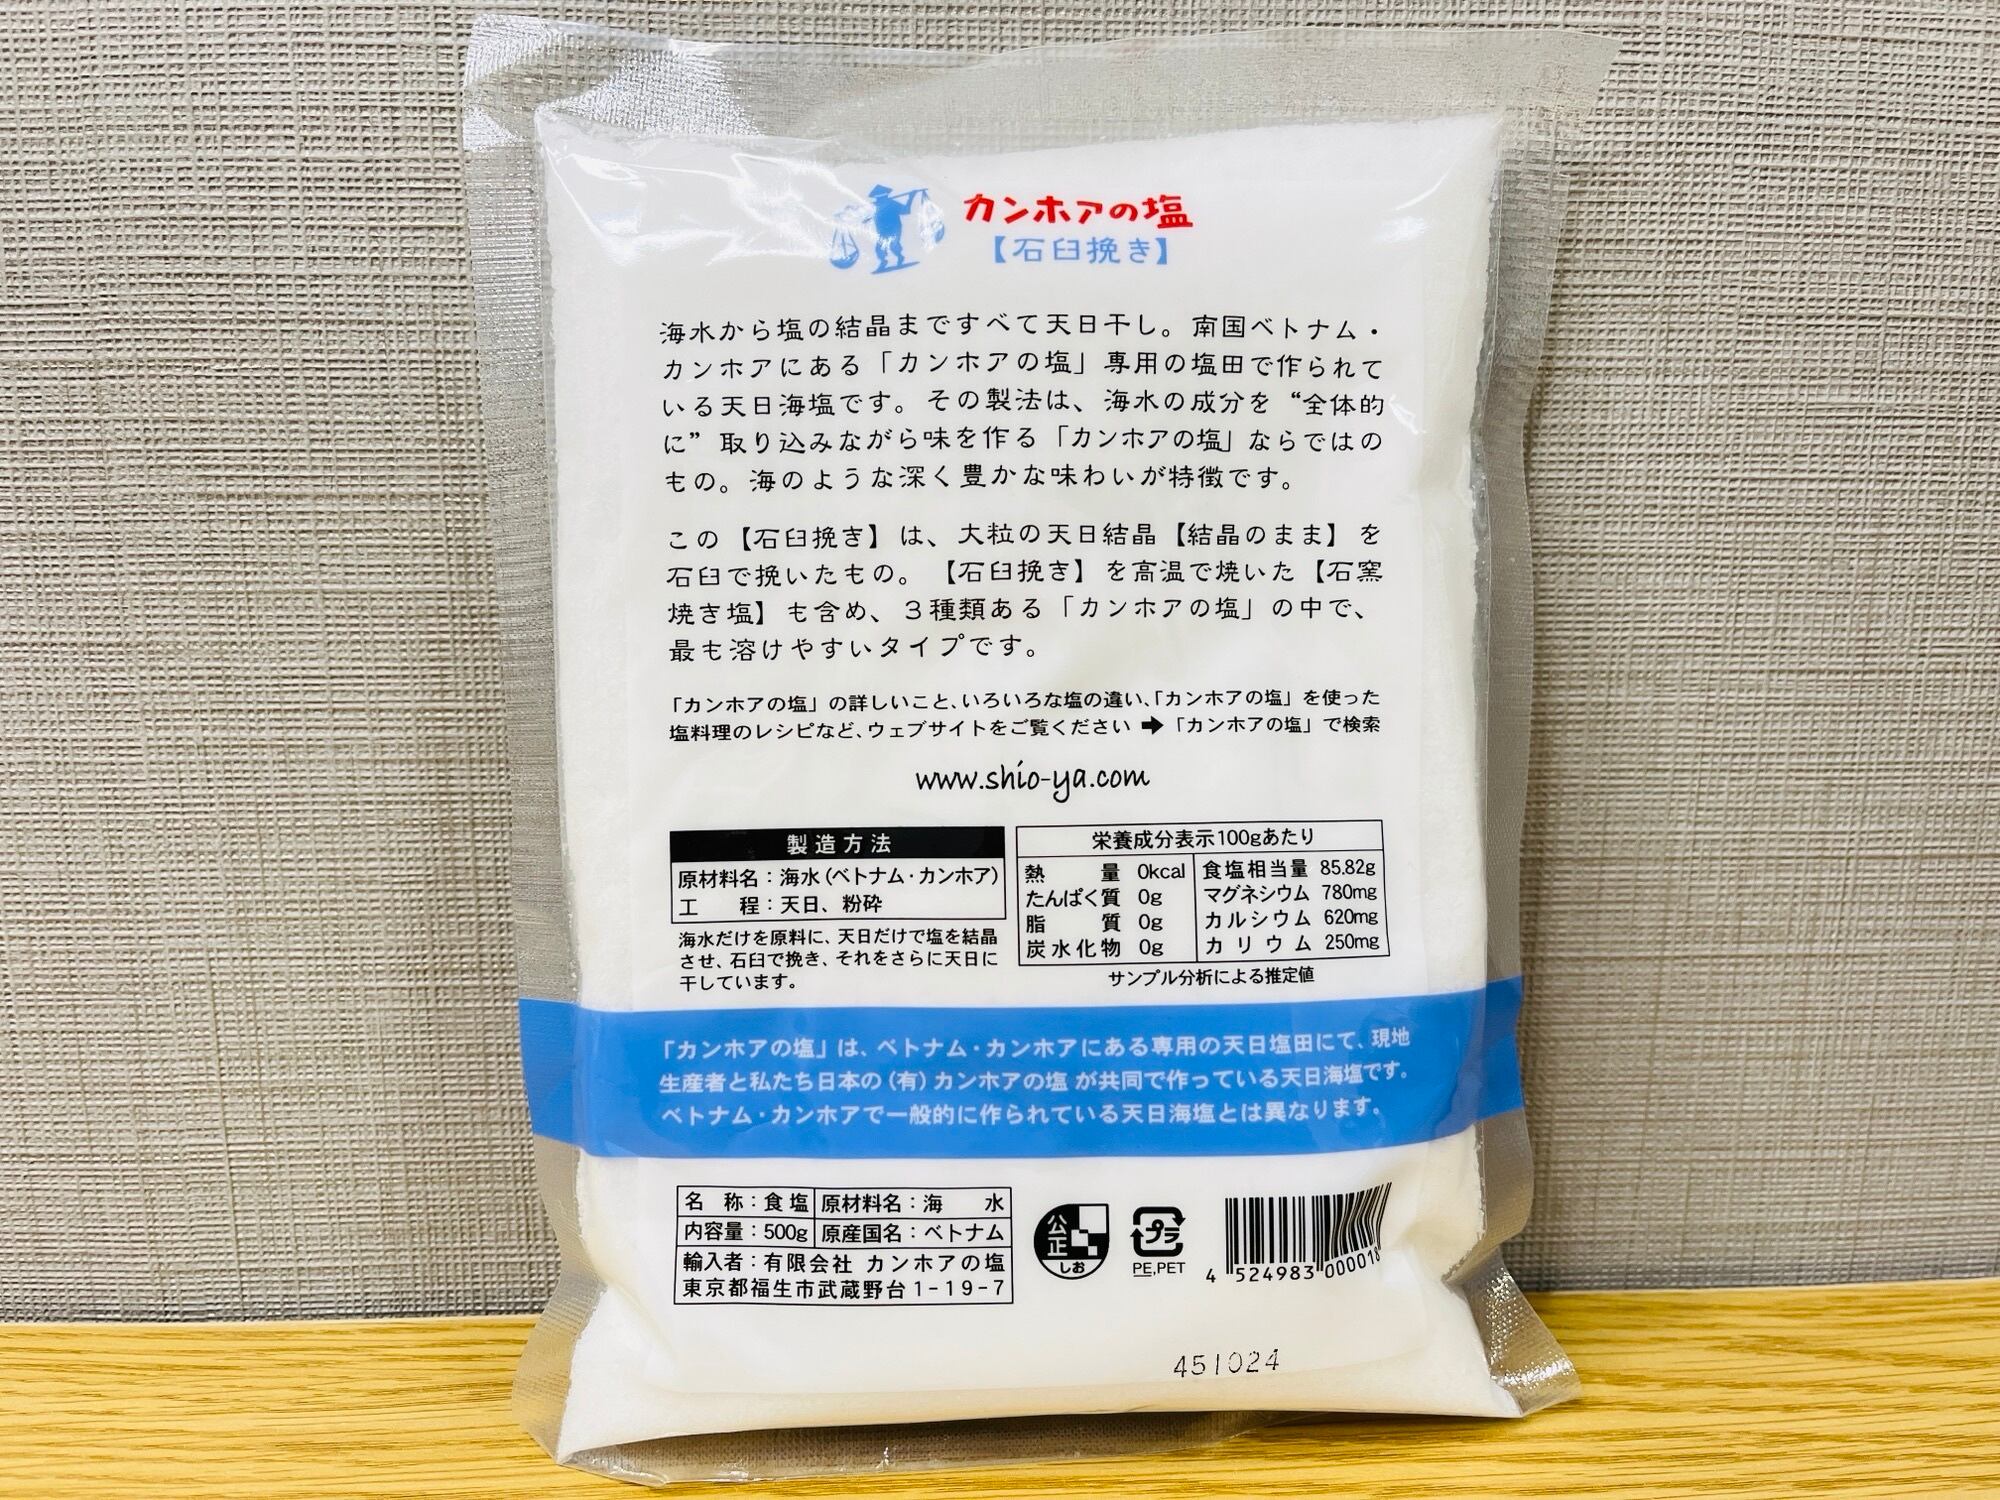 カンホアの塩
【石臼挽き】
海水から塩の結晶まですべて天日干し。南国ベトナム・
カンホアにある「カンホアの塩」専用の塩田で作られて
いる天日海塩です。その製法は、海水の成分を“全体的
に”取り込みながら味を作る「カンホアの塩」ならではの
もの。海のような深く豊かな味わいが特徴です。
この【石臼挽き】は、大粒の天日結晶【結晶のまま】を
石臼で挽いたもの。【石臼挽き】を高温で焼いた【石窯
焼き塩】も含め、3種類ある「カンホアの塩」の中で、
最も溶けやすいタイプです。
「カンホアの塩」の詳しいこと、いろいろな塩の違い、「カンホアの塩」を使った
塩料理のレシピなど、ウェブサイトをご覧ください➡「カンホアの塩」で検索
www.shio-ya.com
製造方法
原材料名：海水（ベトナム・カンホア）
工　　程：天日、粉砕
海水だけを原料に、天日だけで塩を結晶
させ、石臼で挽き、それをさらに天日に
干しています。
栄養成分表示100gあたり
熱　　量 0kcal 食塩相当量 85.82g
たんぱく質 0g マグネシウム 780mg
脂　　質 0g カルシウム 620mg
炭水化物 0g カリウム 250mg
サンプル分析による推定値
「カンホアの塩」は、ベトナム・カンホアにある専用の天日塩田にて、現地
生産者と私たち日本の（有）カンホアの塩 が共同で作っている天日海塩です。
ベトナム・カンホアで一般的に作られている天日海塩とは異なります。
名　称：食塩 原材料名：海　水
内容量：500g 原産国名：ベトナム
輸入者：有限会社 カンホアの塩
東京都福生市武蔵野台1-19-7
公正
しお
プラ
PE,PET
4 524983 000018
451024